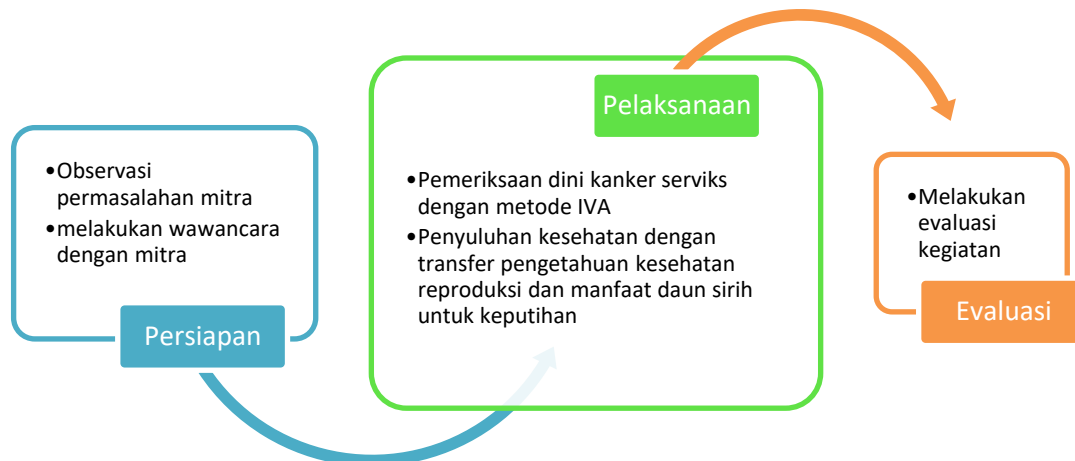 •Observasi
permasalahan mitra
•melakukan wawancara
dengan mitra
Persiapan
Pelaksanaan
•Pemeriksaan dini kanker serviks
dengan metode IVA
•Penyuluhan kesehatan dengan
transfer pengetahuan kesehatan
reproduksi dan manfaat daun sirih
untuk keputihan
•Melakukan
evaluasi
kegiatan
Evaluasi